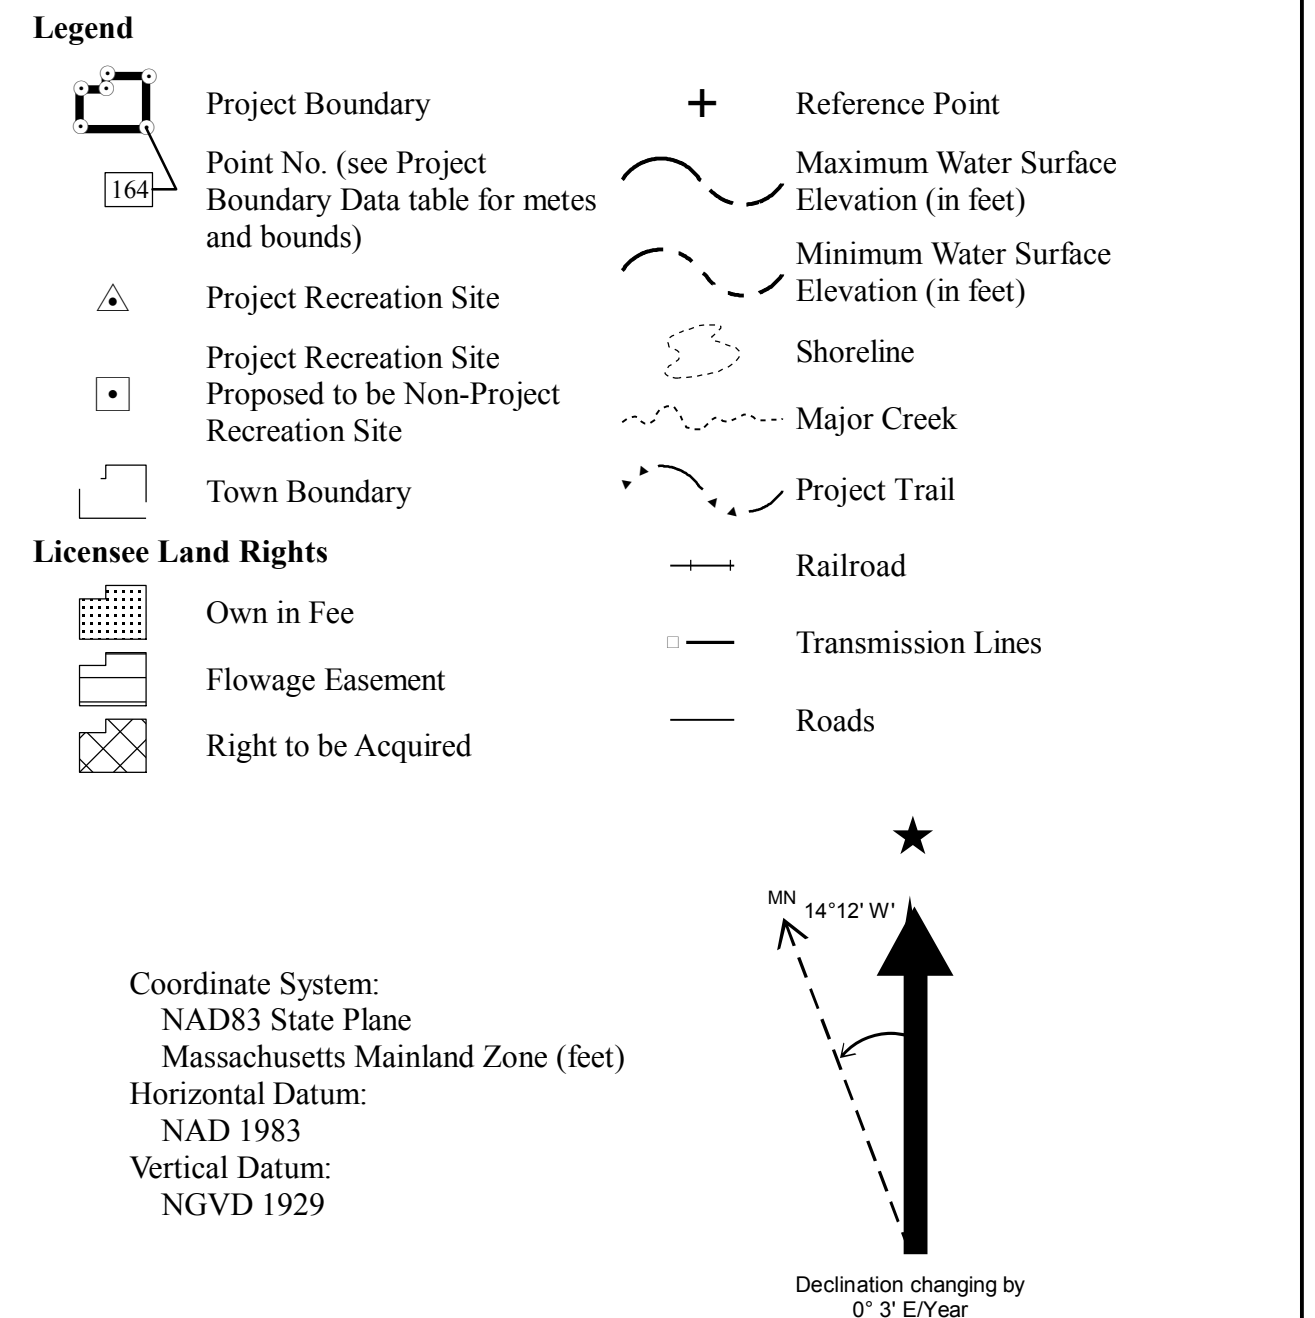 Legend
Project Boundary
Point No. (see Project
Boundary Data table for metes
and bounds)
164
Project Recreation Site
Project Recreation Site
Proposed to be Non-Project
Recreation Site
Town Boundary
Licensee Land Rights
Own in Fee
Flowage Easement
Right to be Acquired
Reference Point
Maximum Water Surface
Elevation (in feet)
Minimum Water Surface
Elevation (in feet)
Shoreline
Major Creek
Project Trail
Railroad
Transmission Lines
Roads
Coordinate System:
NAD83 State Plane
Massachusetts Mainland Zone (feet)
Horizontal Datum:
NAD 1983
Vertical Datum:
NGVD 1929
MN
14°12' W'
Declination changing by
0° 3' E/Year